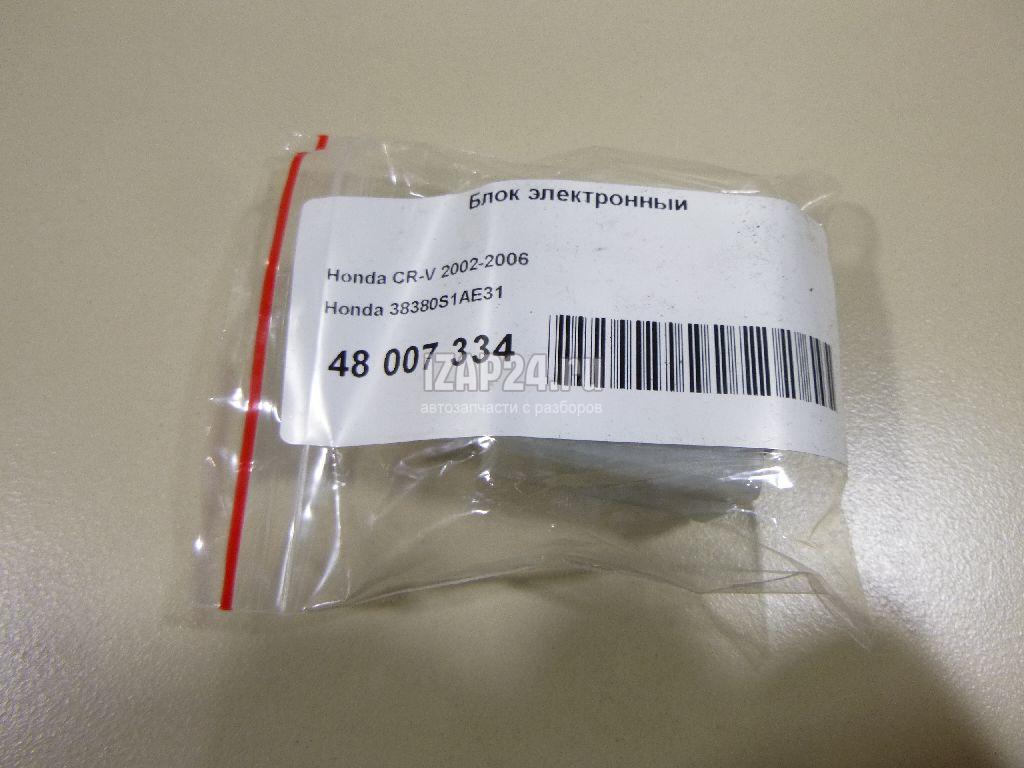 Блок электронный
Honda CR-V 2002-2006
Honda 38380S1AE31
48 007 334
IZAP24.ru
автозапчасти с разборов